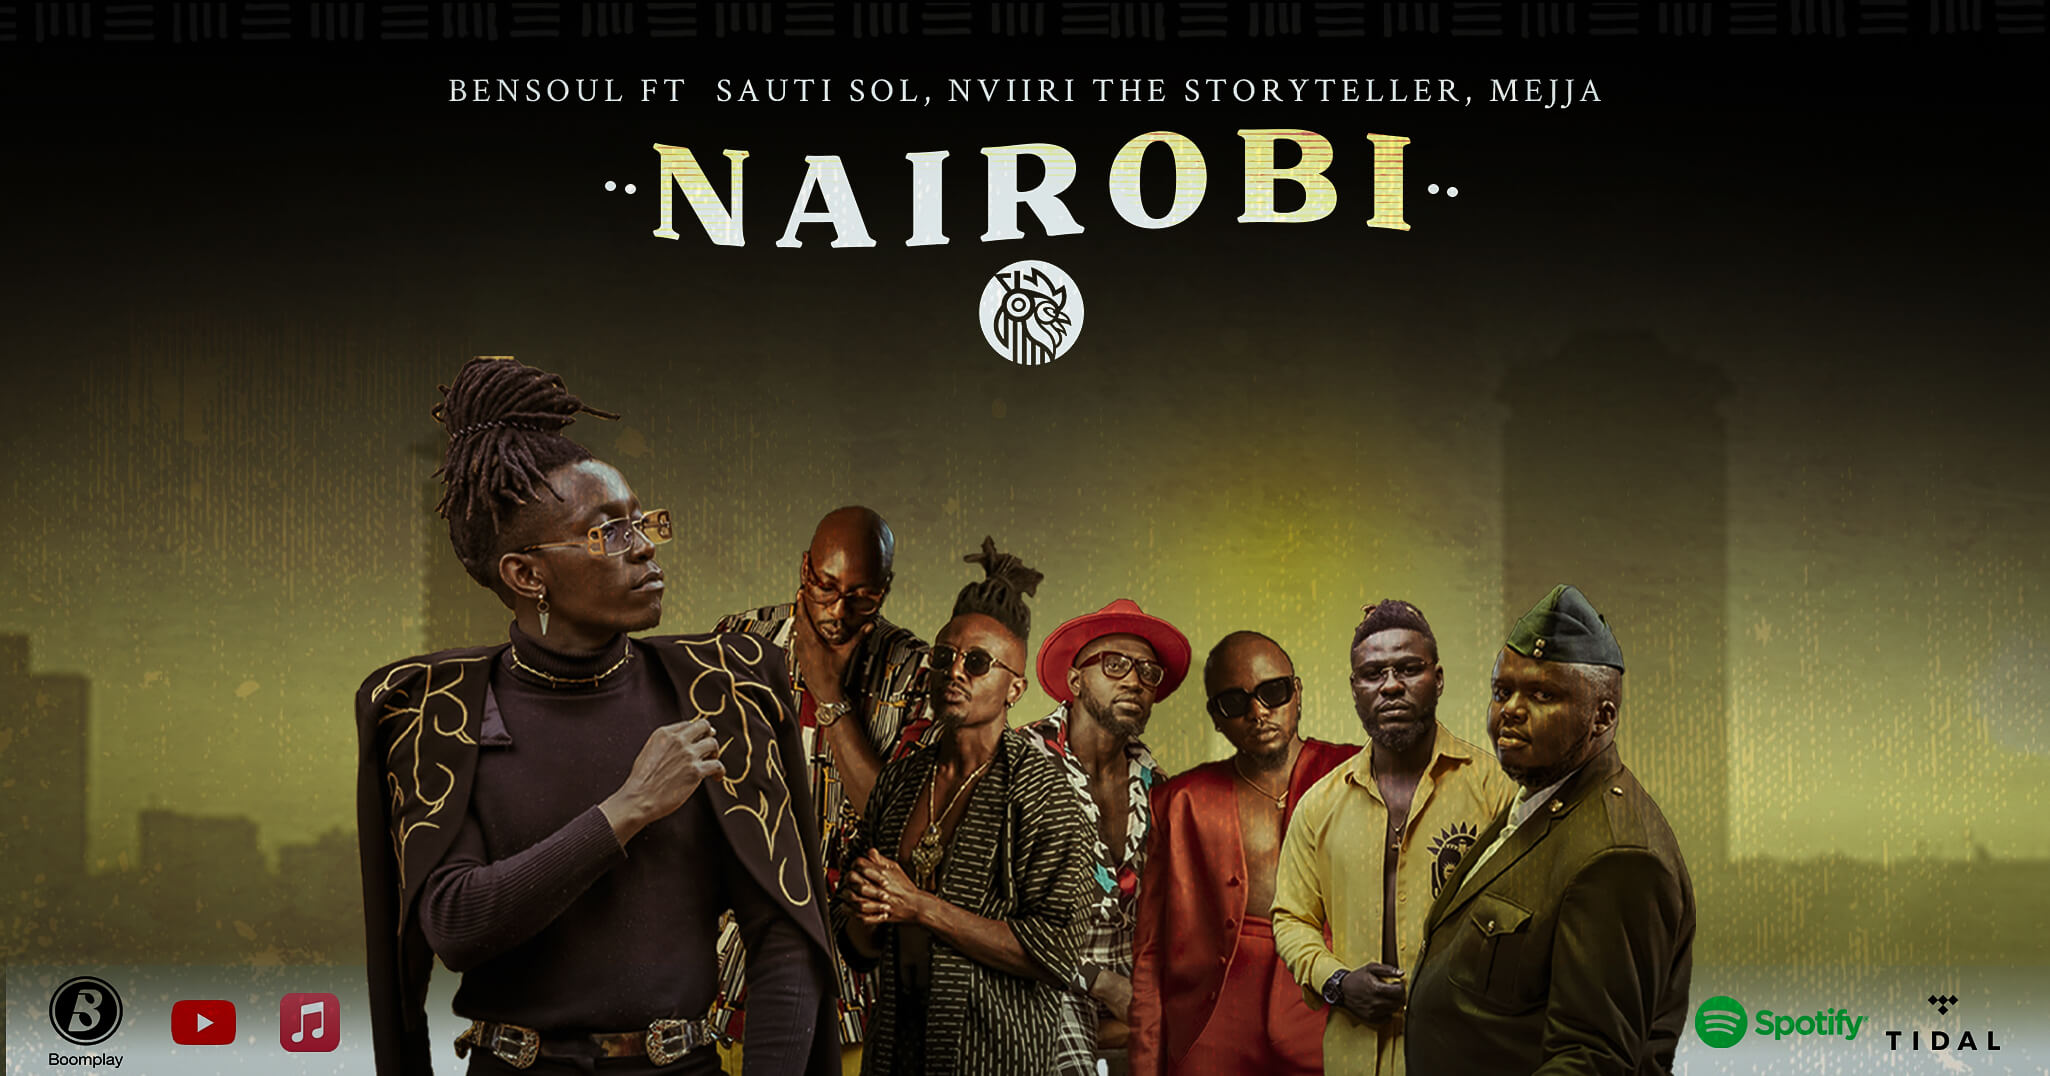 BENSOUL FT SAUTI SOL, NVIIRI THE STORYTELLER, MEJJA
NAIROBI
Boomplay
Spotify
TIDAL